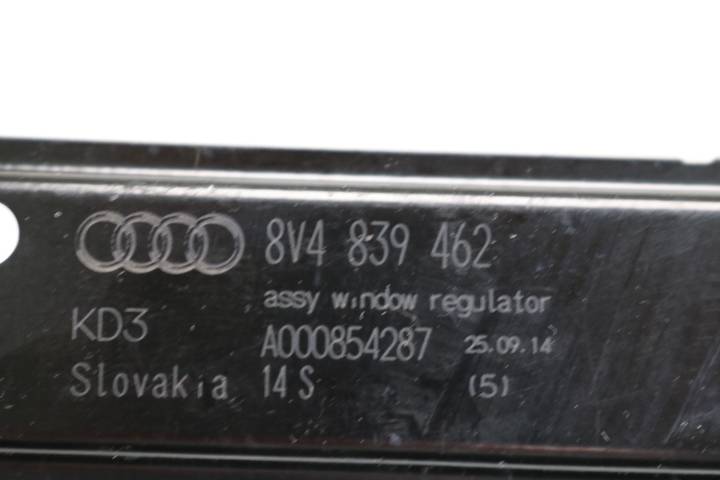 8V4 839 462
assy window regulator
KD3 A000854287 25.09.14
Slovakia 14 S (5)